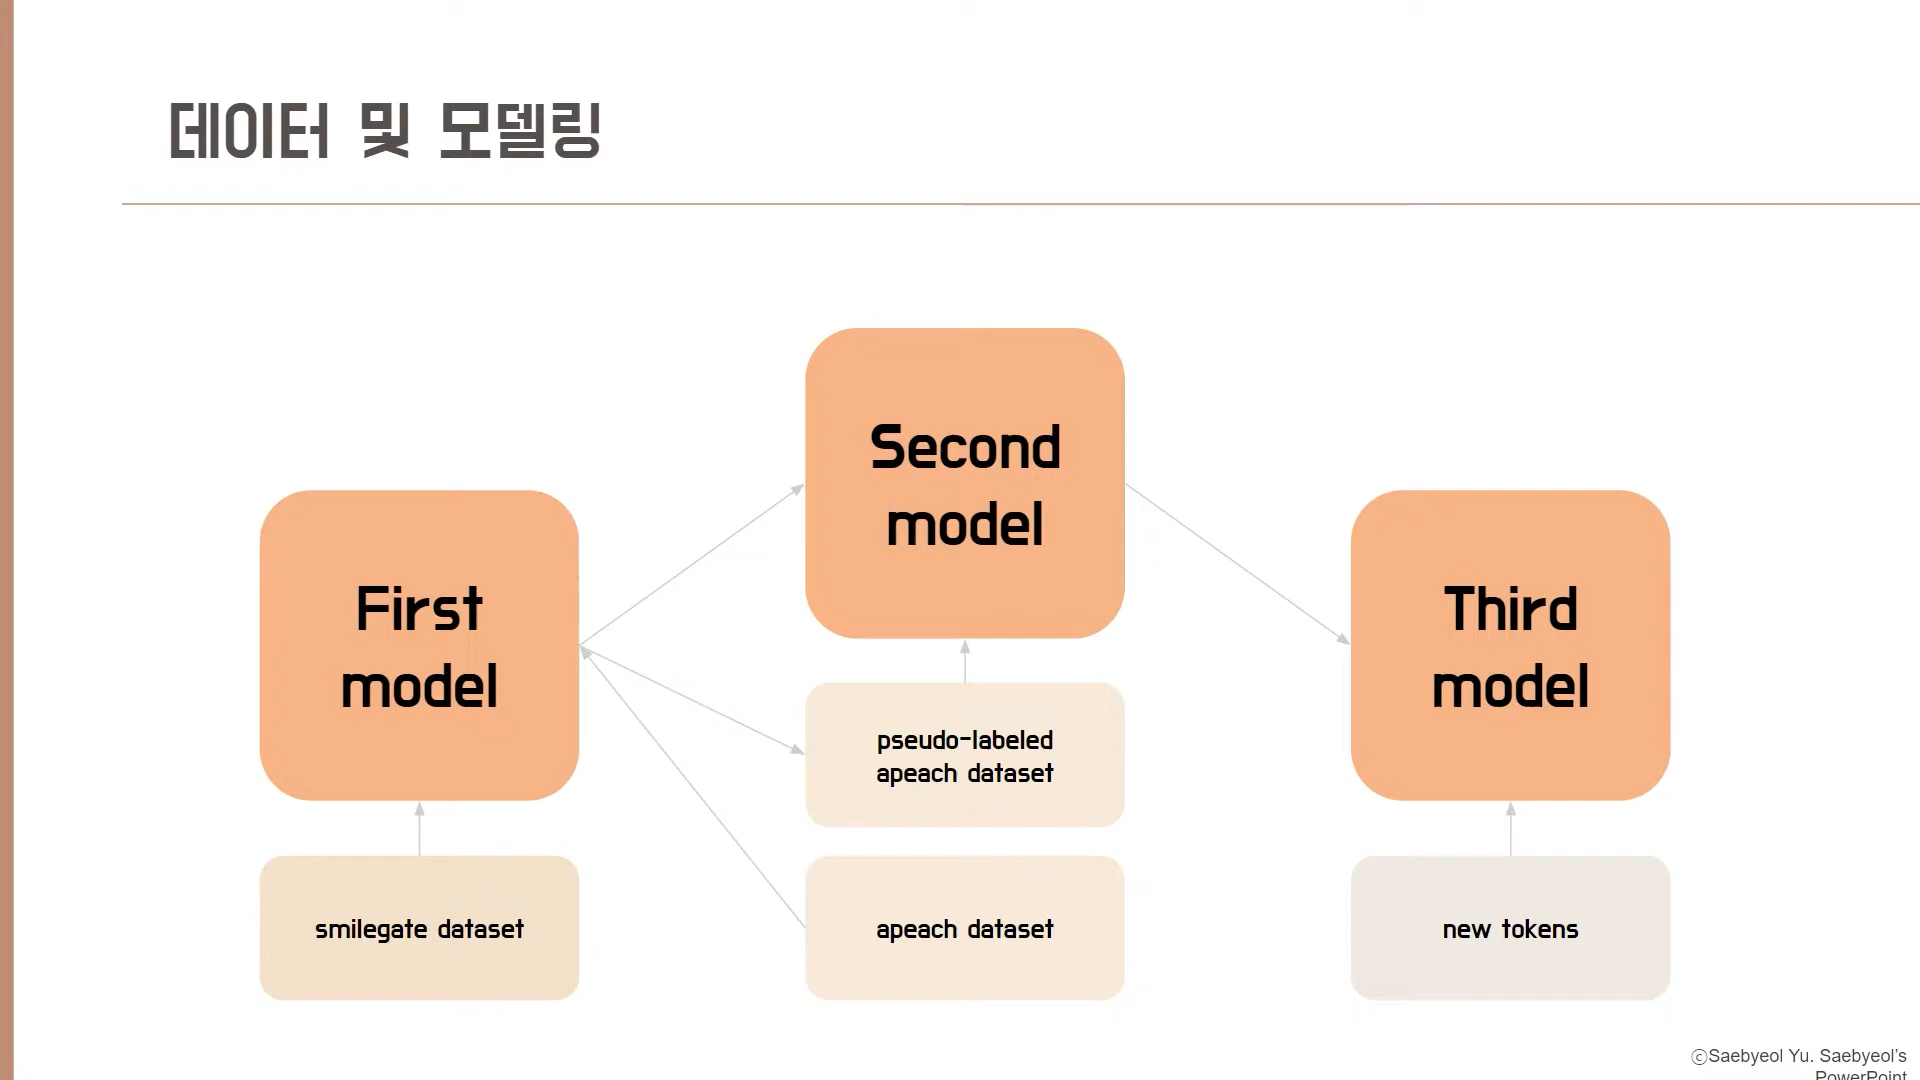 데이터 및 모델링
Second
model
First
model
Third
model
pseudo-labeled
apeach dataset
smilegate dataset
apeach dataset
new tokens
ⓒSaebyeol Yu. Saebyeol’s
PowerPoint